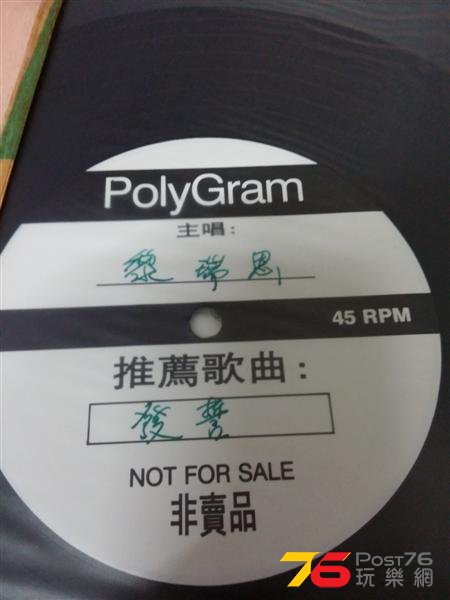 PolyGram
主唱:
黎瑞恩
45 RPM
推薦歌曲:
發誓
NOT FOR SALE
非賣品
76 POST76
玩樂網